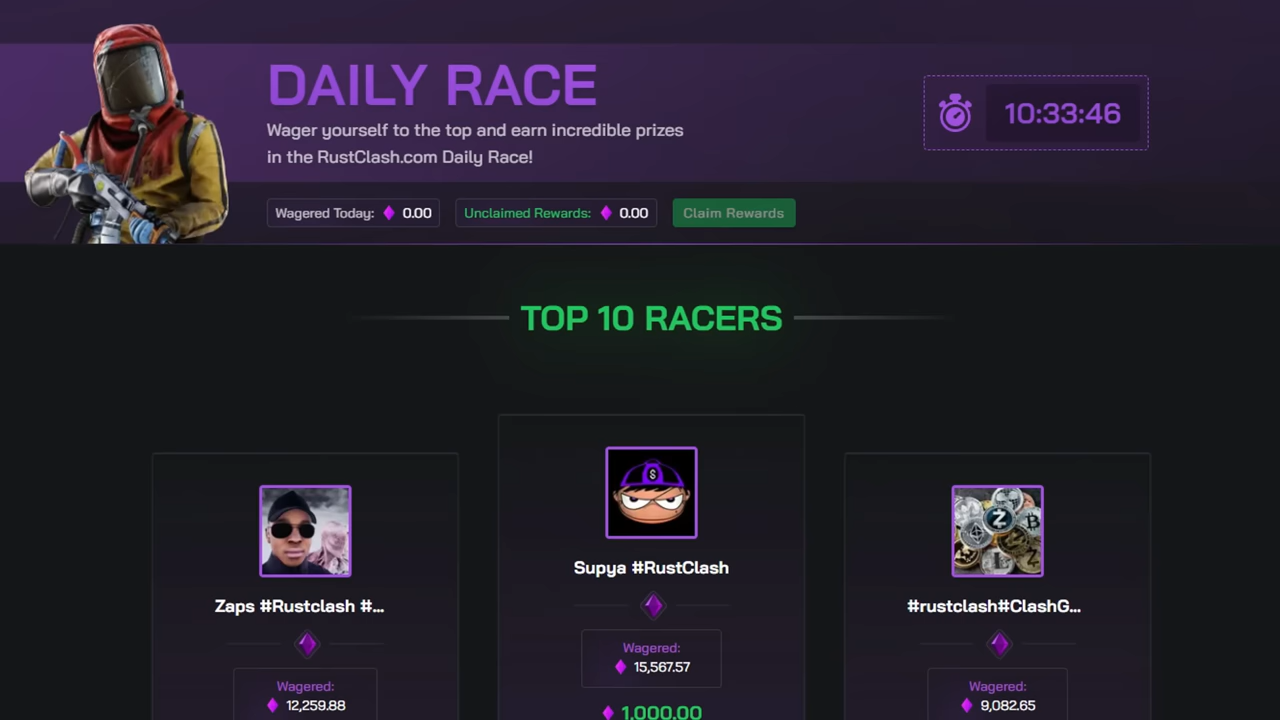 DAILY RACE
Wager yourself to the top and earn incredible prizes
in the RustClash.com Daily Race!
10:33:46
Wagered Today: 0.00
Unclaimed Rewards: 0.00
Claim Rewards
TOP 10 RACERS
Zaps #Rustclash #...
Wagered:
12,259.88
Supya #RustClash
Wagered:
15,567.57
1,000.00
#rustclash#ClashG...
Wagered:
9,082.65